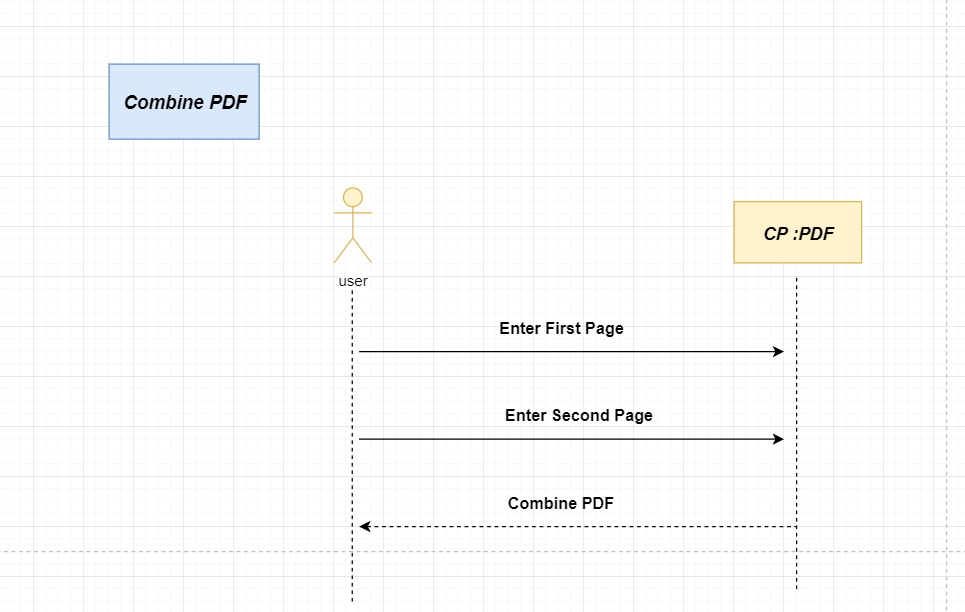 Combine PDF
CP :PDF
user
Enter First Page
Enter Second Page
Combine PDF